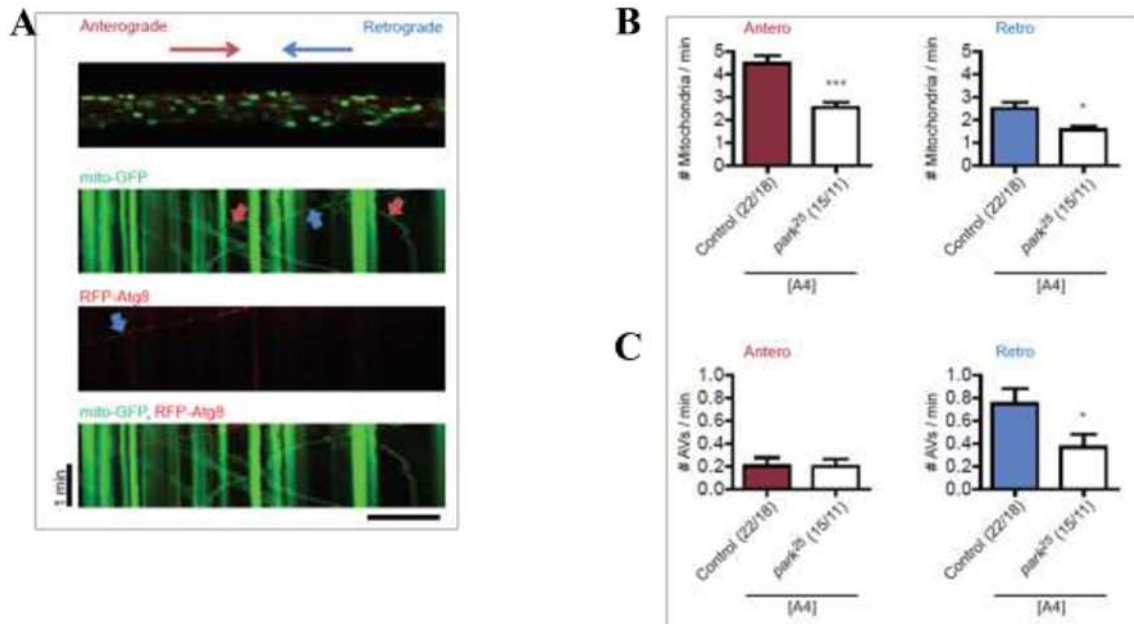 A
Anterograde Retrograde
mito-GFP
RFP-Atg8
mito-GFP, RFP-Atg8
1 min
B
Antero
# Mitochondria / min
5
4
3
2
1
0
***
Control (22/18)
park²⁵ (15/11)
[A4]
Retro
# Mitochondria / min
5
4
3
2
1
0
*
Control (22/18)
park²⁵ (15/11)
[A4]
C
Antero
# AVs / min
1.0
0.8
0.6
0.4
0.2
0.0
Control (22/18)
park²⁵ (15/11)
[A4]
Retro
# AVs / min
1.0
0.8
0.6
0.4
0.2
0.0
*
Control (22/18)
park²⁵ (15/11)
[A4]